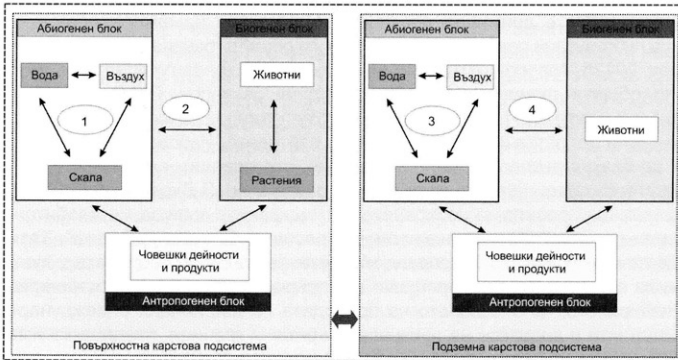 Абиогенен блок
Биогенен блок
Вода
Въздух
Животни
1
2
Скала
Растения
Човешки дейности
и продукти
Антропогенен блок
Повърхностна карстова подсистема
Абиогенен блок
Биогенен блок
Вода
Въздух
3
4
Животни
Скала
Човешки дейности
и продукти
Антропогенен блок
Подземна карстова подсистема